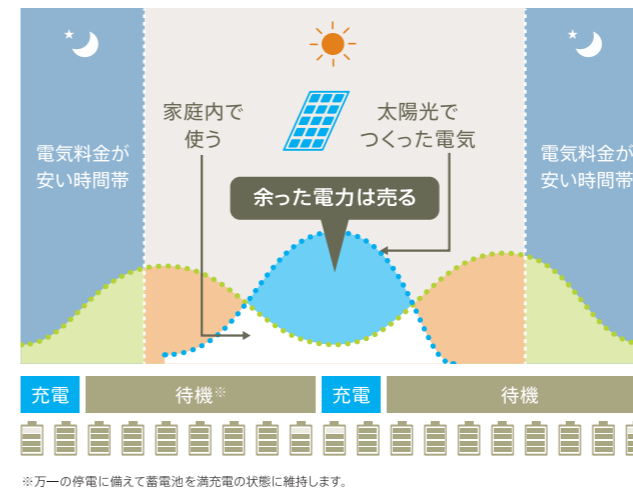 家庭内で
使う
太陽光で
つくった電気
電気料金が
安い時間帯
電気料金が
安い時間帯
余った電力は売る
充電
待機※
充電
待機
※万一の停電に備えて蓄電池を満充電の状態に維持します。